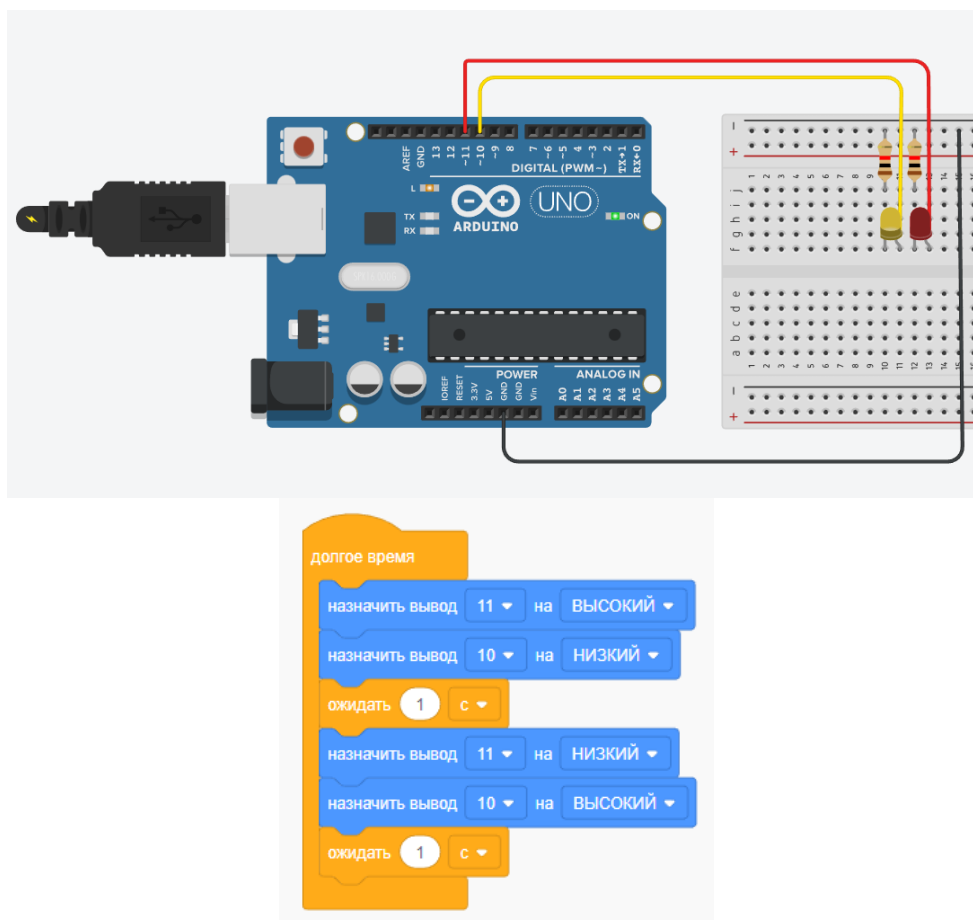 AREF
GND
13
12
~11
~10
~9
8
7
~6
~5
4
~3
2
TX→1
RX←0
DIGITAL (PWM~)
L
TX
RX
ARDUINO
UNO
ON
POWER
ANALOG IN
IOREF
RESET
3.3V
5V
GND
GND
Vin
A0
A1
A2
A3
A4
A5
j
i
h
g
f
e
d
c
b
a
долгое время
назначить вывод 11 на ВЫСОКИЙ
назначить вывод 10 на НИЗКИЙ
ожидать 1 с
назначить вывод 11 на НИЗКИЙ
назначить вывод 10 на ВЫСОКИЙ
ожидать 1 с